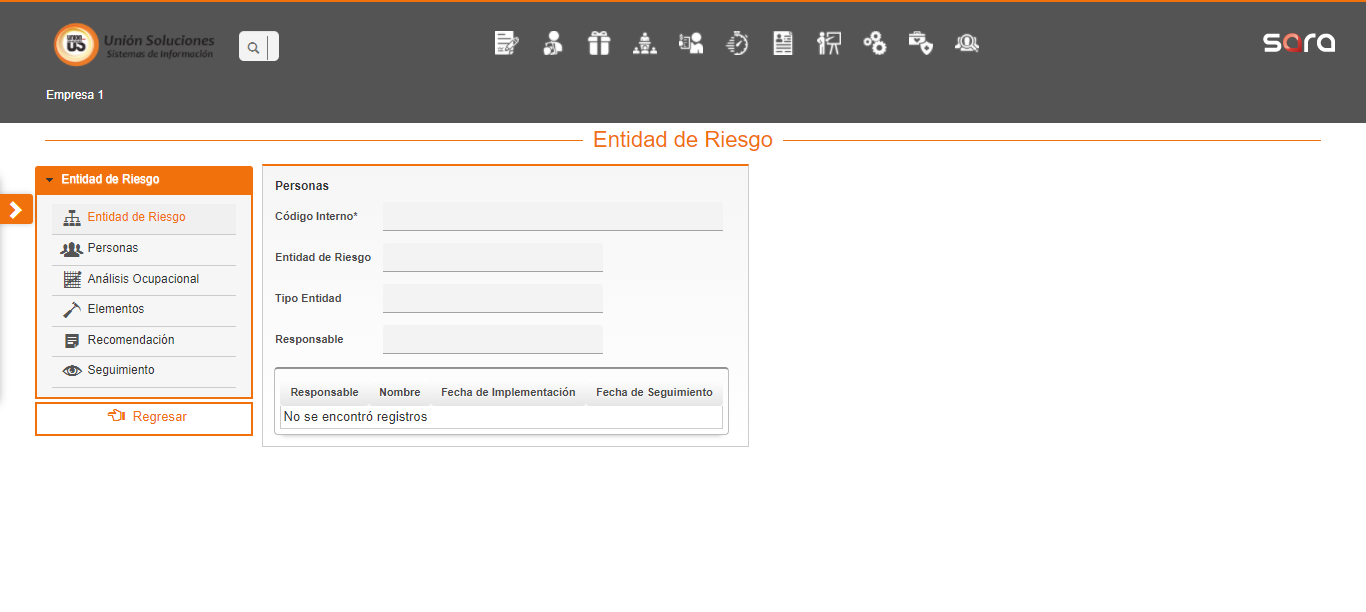 UNION
US
Unión Soluciones
Sistemas de Información
sara
Empresa 1
Entidad de Riesgo
Entidad de Riesgo
Entidad de Riesgo
Personas
Análisis Ocupacional
Elementos
Recomendación
Seguimiento
Regresar
Personas
Código Interno*
Entidad de Riesgo
Tipo Entidad
Responsable
Responsable Nombre Fecha de Implementación Fecha de Seguimiento
No se encontró registros